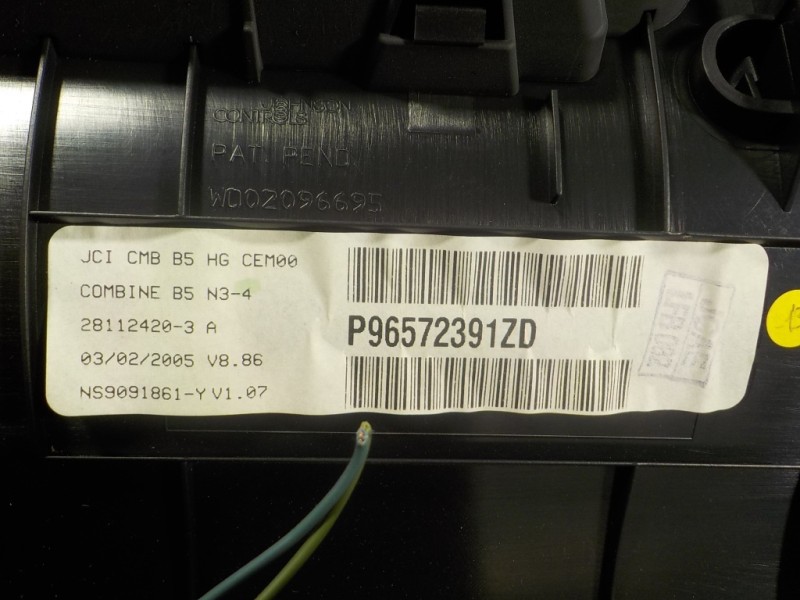 JOHNSON
CONTROLS
PAT. PEND.
W002096695
JCI CMB B5 HG CEM00
COMBINE B5 N3-4
28112420-3 A
03/02/2005 V8.86
NS9091861-Y V1.07
P96572391ZD